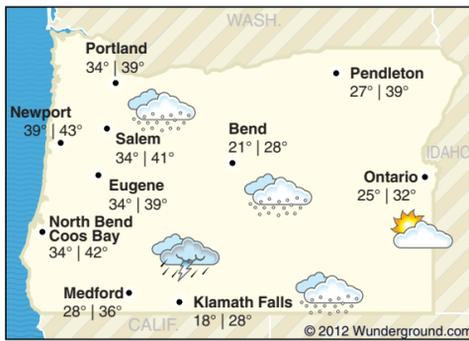 WASH.
Portland
34° | 39°
Pendleton
27° | 39°
Newport
39° | 43°
Salem
34° | 41°
Bend
21° | 28°
IDAHO
Ontario
25° | 32°
Eugene
34° | 39°
North Bend
Coos Bay
34° | 42°
Medford
28° | 36°
Klamath Falls
18° | 28°
CALIF.
© 2012 Wunderground.com